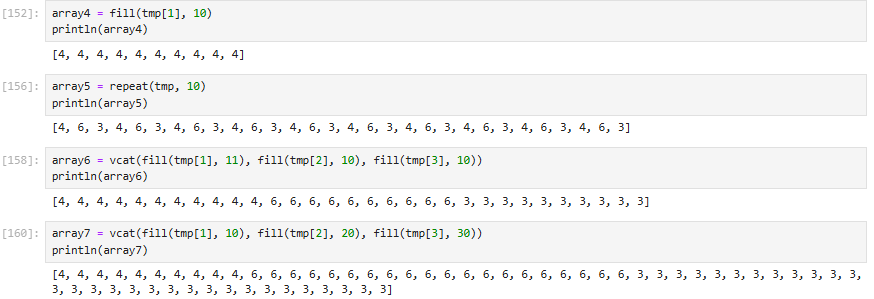 [152]:
array4 = fill(tmp[1], 10)
println(array4)
[4, 4, 4, 4, 4, 4, 4, 4, 4, 4]
[156]:
array5 = repeat(tmp, 10)
println(array5)
[4, 6, 3, 4, 6, 3, 4, 6, 3, 4, 6, 3, 4, 6, 3, 4, 6, 3, 4, 6, 3, 4, 6, 3, 4, 6, 3, 4, 6, 3]
[158]:
array6 = vcat(fill(tmp[1], 11), fill(tmp[2], 10), fill(tmp[3], 10))
println(array6)
[4, 4, 4, 4, 4, 4, 4, 4, 4, 4, 4, 6, 6, 6, 6, 6, 6, 6, 6, 6, 6, 3, 3, 3, 3, 3, 3, 3, 3, 3, 3]
[160]:
array7 = vcat(fill(tmp[1], 10), fill(tmp[2], 20), fill(tmp[3], 30))
println(array7)
[4, 4, 4, 4, 4, 4, 4, 4, 4, 4, 6, 6, 6, 6, 6, 6, 6, 6, 6, 6, 6, 6, 6, 6, 6, 6, 6, 6, 6, 6, 3, 3, 3, 3, 3, 3, 3, 3, 3, 3, 3, 3,
3, 3, 3, 3, 3, 3, 3, 3, 3, 3, 3, 3, 3, 3, 3, 3, 3, 3]